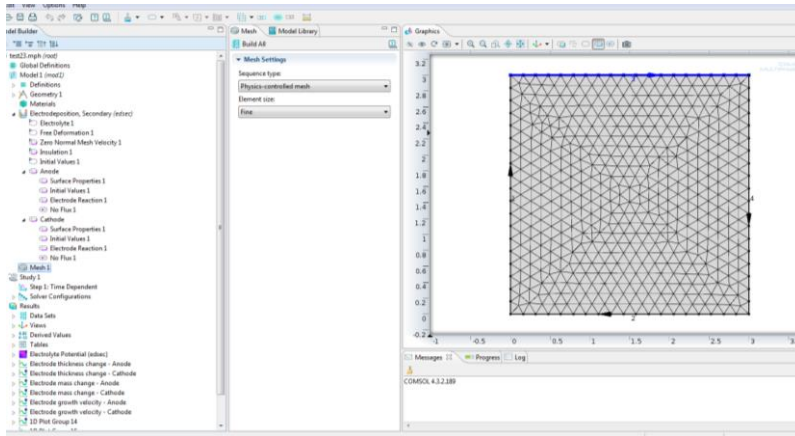 View Options Help
Model Library
Mesh
Graphics
Build All
test23.mph (root)
Global Definitions
Model 1 (mod1)
Definitions
Geometry 1
Materials
Electrodeposition, Secondary (edsec)
Electrolyte 1
Free Deformation 1
Zero Normal Mesh Velocity 1
Insulation 1
Initial Values 1
Anode
Surface Properties 1
Initial Values 1
Electrode Reaction 1
No Flux 1
Cathode
Surface Properties 1
Initial Values 1
Electrode Reaction 1
No Flux 1
Mesh 1
Study 1
Step 1: Time Dependent
Solver Configurations
Results
Data Sets
Views
Derived Values
Tables
Electrolyte Potential (edsec)
Electrode thickness change - Anode
Electrode thickness change - Cathode
Electrode mass change - Anode
Electrode mass change - Cathode
Electrode growth velocity - Anode
Electrode growth velocity - Cathode
1D Plot Group 14
Mesh Settings
Sequence type:
Physics-controlled mesh
Element size:
Fine
3.2
3
2.8
2.6
2.4
2.2
2
1.8
1.6
1.4
1.2
1
0.8
0.6
0.4
0.2
0
-0.2
-1 -0.5 0 0.5 1 1.5 2 2.5 3
4
2
Messages Progress Log
COMSOL 4.3.2.189